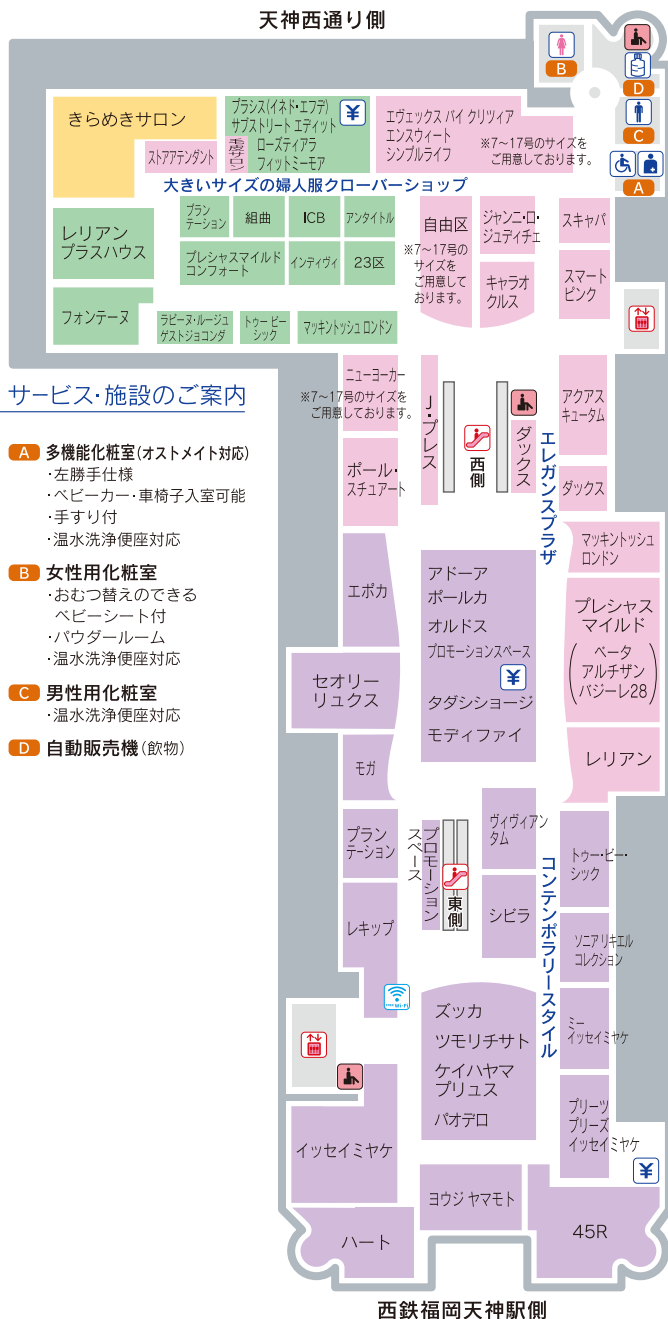 天神西通り側
B
D
C
A
きらめきサロン
ストアアテンダント
プラシス(イネド・エフデ)
サブストリート エディット
ローズティアラ
フィットミーモア
¥
エヴェックス バイ クリツィア
エンスウィート
シンプルライフ
※7〜17号のサイズを
ご用意しております。
大きいサイズの婦人服クローバーショップ
レリアン
プラスハウス
プラン
テーション
組曲
ICB
アンタイトル
プレシャスマイルド
コンフォート
インディヴィ
23区
自由区
※7〜17号の
サイズを
ご用意して
おります。
ジャンニ・ロ・
ジュディチェ
キャラオ
クルス
スキャパ
スマート
ピンク
フォンテーヌ
ラピーヌ・ルージュ
ゲストジョコンダ
トゥー ビー
シック
マッキントッシュ ロンドン
サービス・施設のご案内
A 多機能化粧室(オストメイト対応)
・左勝手仕様
・ベビーカー・車椅子入室可能
・手すり付
・温水洗浄便座対応
B 女性用化粧室
・おむつ替えのできる
ベビーシート付
・パウダールーム
・温水洗浄便座対応
C 男性用化粧室
・温水洗浄便座対応
D 自動販売機(飲物)
ニューヨーカー
※7〜17号のサイズを
ご用意しております。
J・プレス
西側
ダックス
エレガンスプラザ
アクアス
キュータム
ポール・
スチュアート
ダックス
マッキントッシュ
ロンドン
エポカ
アドーア
ボールカ
オルドス
プロモーションスペース
¥
タダシショージ
モディファイ
プレシャス
マイルド
(ベータ
アルチザン
バジーレ28)
セオリー
リュクス
モガ
レリアン
プラン
テーション
プロモーション
スペース
東側
ヴィヴィアン
タム
トゥー・ビー・
シック
コンテンポラリースタイル
レキップ
シビラ
ソニアリキエル
コレクション
FREE Wi-Fi
ズッカ
ツモリチサト
ケイハヤマ
プリュス
パオデロ
ミー
イッセイミヤケ
イッセイミヤケ
プリーツ
プリーズ
イッセイミヤケ
¥
ヨウジ ヤマモト
ハート
45R
西鉄福岡天神駅側